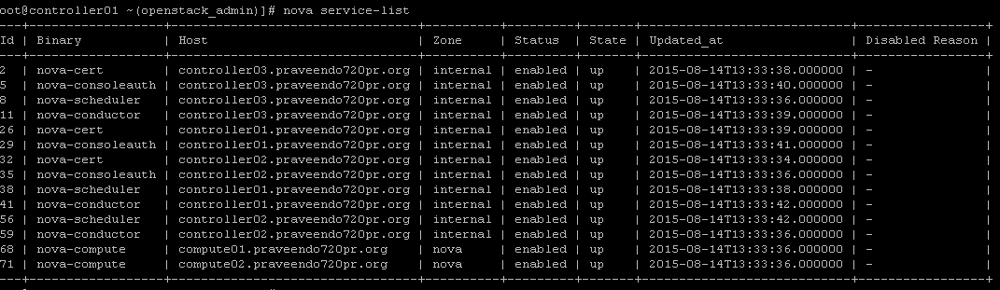 oot@controller01 ~(openstack_admin)]# nova service-list
---+------------------+------------------------------+----------+---------+-------+----------------------------+-----------------+
Id | Binary           | Host                         | Zone     | Status  | State | Updated_at                 | Disabled Reason |
---+------------------+------------------------------+----------+---------+-------+----------------------------+-----------------+
2  | nova-cert        | controller03.praveendo720pr.org | internal | enabled | up    | 2015-08-14T13:33:38.000000 | -               |
5  | nova-consoleauth | controller03.praveendo720pr.org | internal | enabled | up    | 2015-08-14T13:33:40.000000 | -               |
8  | nova-scheduler   | controller03.praveendo720pr.org | internal | enabled | up    | 2015-08-14T13:33:36.000000 | -               |
11 | nova-conductor   | controller03.praveendo720pr.org | internal | enabled | up    | 2015-08-14T13:33:39.000000 | -               |
26 | nova-cert        | controller01.praveendo720pr.org | internal | enabled | up    | 2015-08-14T13:33:39.000000 | -               |
29 | nova-consoleauth | controller01.praveendo720pr.org | internal | enabled | up    | 2015-08-14T13:33:41.000000 | -               |
32 | nova-cert        | controller02.praveendo720pr.org | internal | enabled | up    | 2015-08-14T13:33:34.000000 | -               |
35 | nova-consoleauth | controller02.praveendo720pr.org | internal | enabled | up    | 2015-08-14T13:33:36.000000 | -               |
38 | nova-scheduler   | controller01.praveendo720pr.org | internal | enabled | up    | 2015-08-14T13:33:38.000000 | -               |
41 | nova-conductor   | controller01.praveendo720pr.org | internal | enabled | up    | 2015-08-14T13:33:42.000000 | -               |
56 | nova-scheduler   | controller02.praveendo720pr.org | internal | enabled | up    | 2015-08-14T13:33:42.000000 | -               |
59 | nova-conductor   | controller02.praveendo720pr.org | internal | enabled | up    | 2015-08-14T13:33:36.000000 | -               |
68 | nova-compute     | compute01.praveendo720pr.org | nova     | enabled | up    | 2015-08-14T13:33:36.000000 | -               |
71 | nova-compute     | compute02.praveendo720pr.org | nova     | enabled | up    | 2015-08-14T13:33:36.000000 | -               |
---+------------------+------------------------------+----------+---------+-------+----------------------------+-----------------+